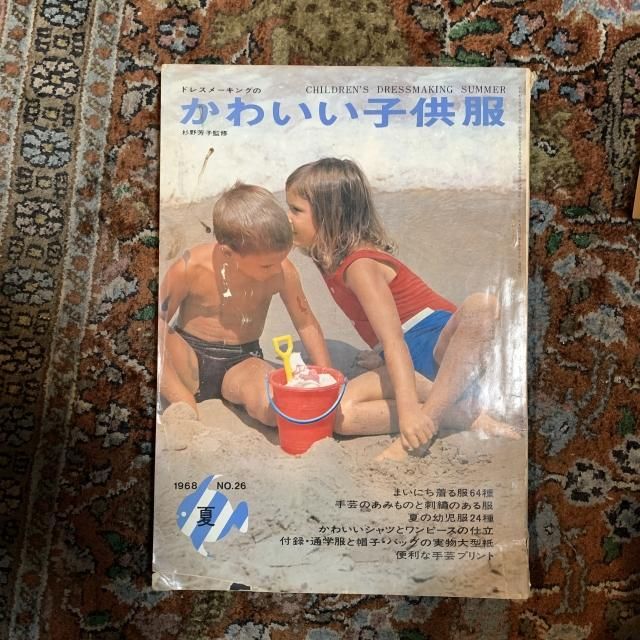 ドレスメーキングの
CHILDREN'S DRESSMAKING SUMMER
かわいい子供服
杉野芳子監修
1968 NO.26
夏
まいにち着る服64種
手芸のあみものと刺繍のある服
夏の幼児服24種
かわいいシャツとワンピースの仕立
付録・通学服と帽子・バッグの実物大型紙
便利な手芸プリント